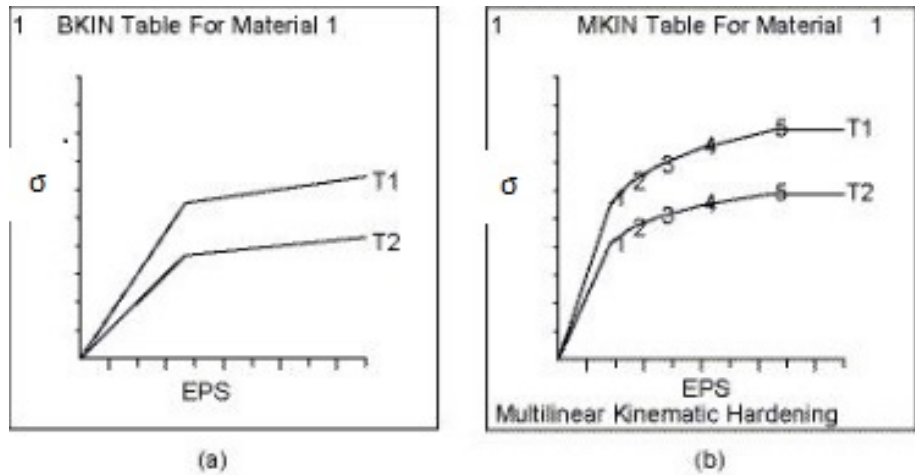 1 BKIN Table For Material 1
σ
T1
T2
EPS
(a)
1 MKIN Table For Material 1
σ
1 2 3 4 5 T1
1 2 3 4 5 T2
EPS
Multilinear Kinematic Hardening
(b)